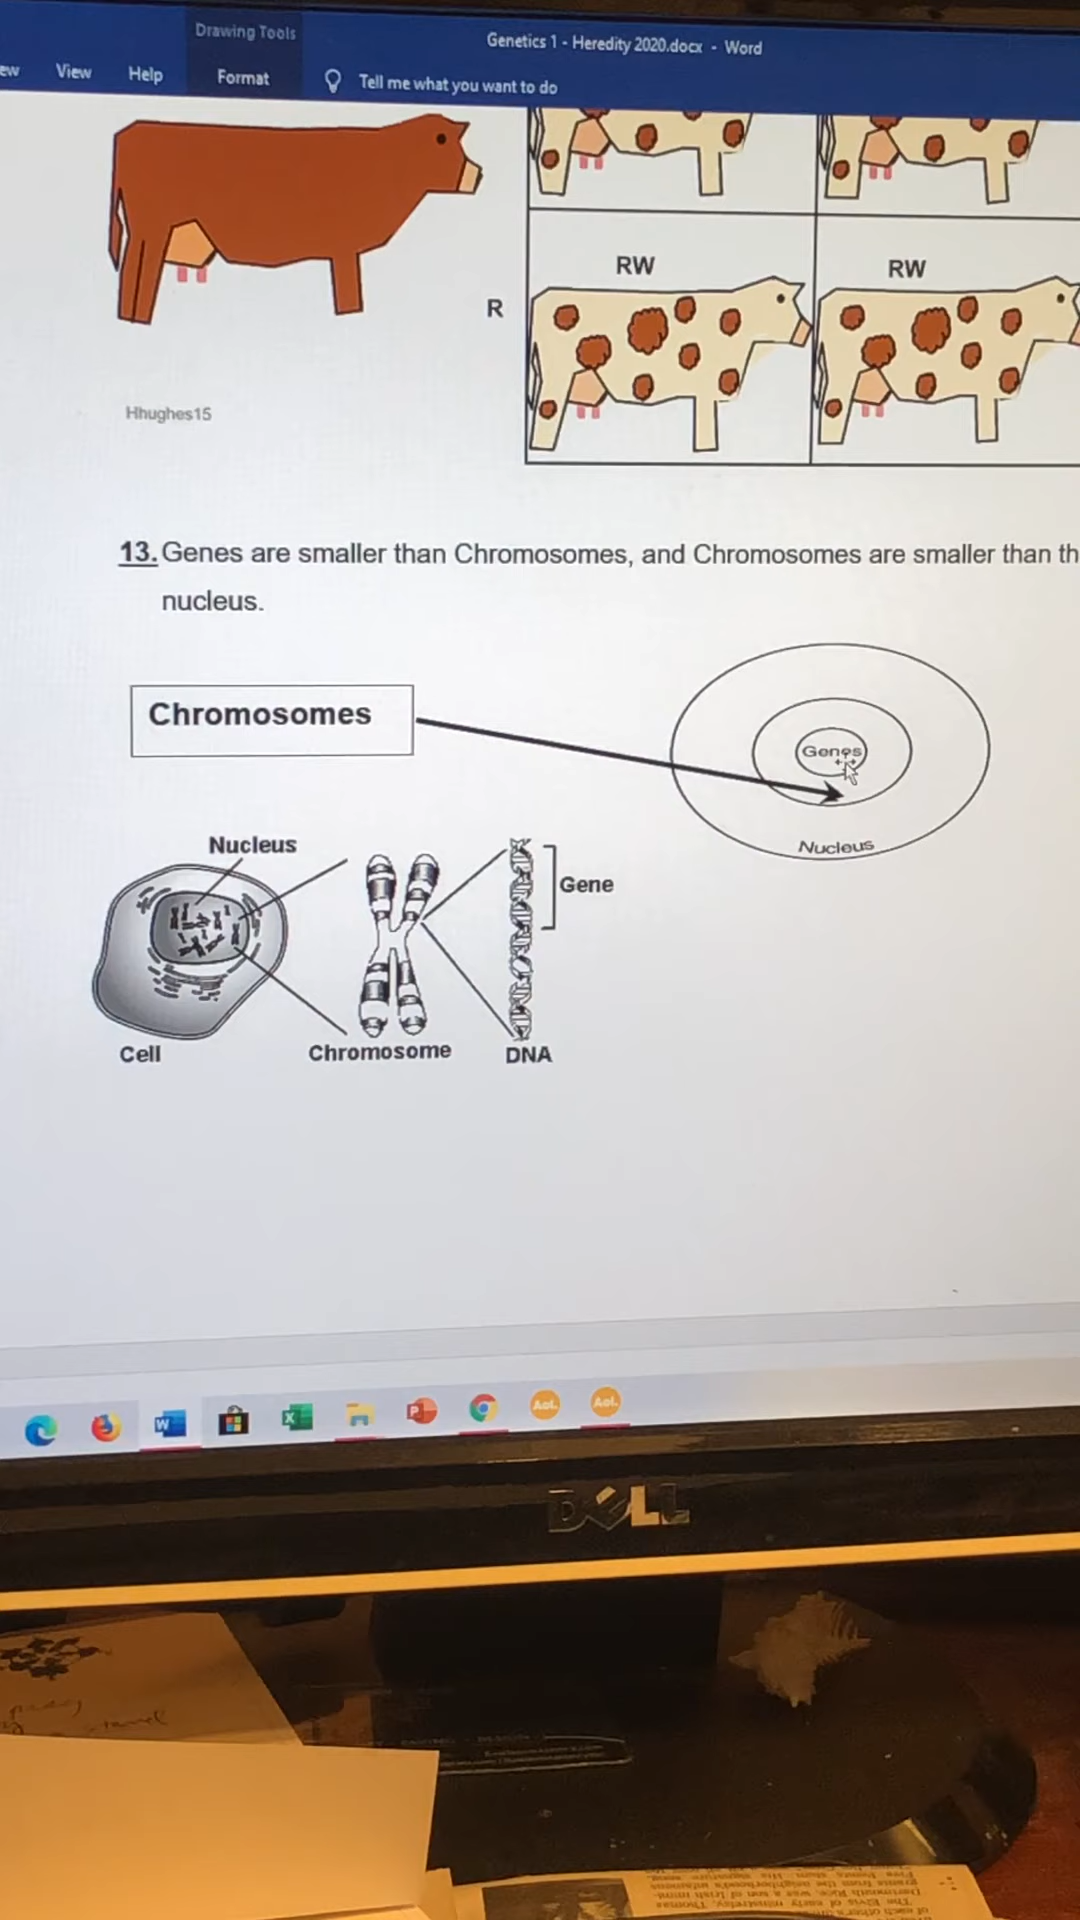 Drawing Tools
Genetics 1 - Heredity 2020.docx - Word
View Help Format Tell me what you want to do
RW RW
R
Hhughes15
13. Genes are smaller than Chromosomes, and Chromosomes are smaller than
nucleus.
Chromosomes
Genes
Nucleus
Nucleus
Gene
Cell Chromosome DNA
Aol. Aol.
DELL